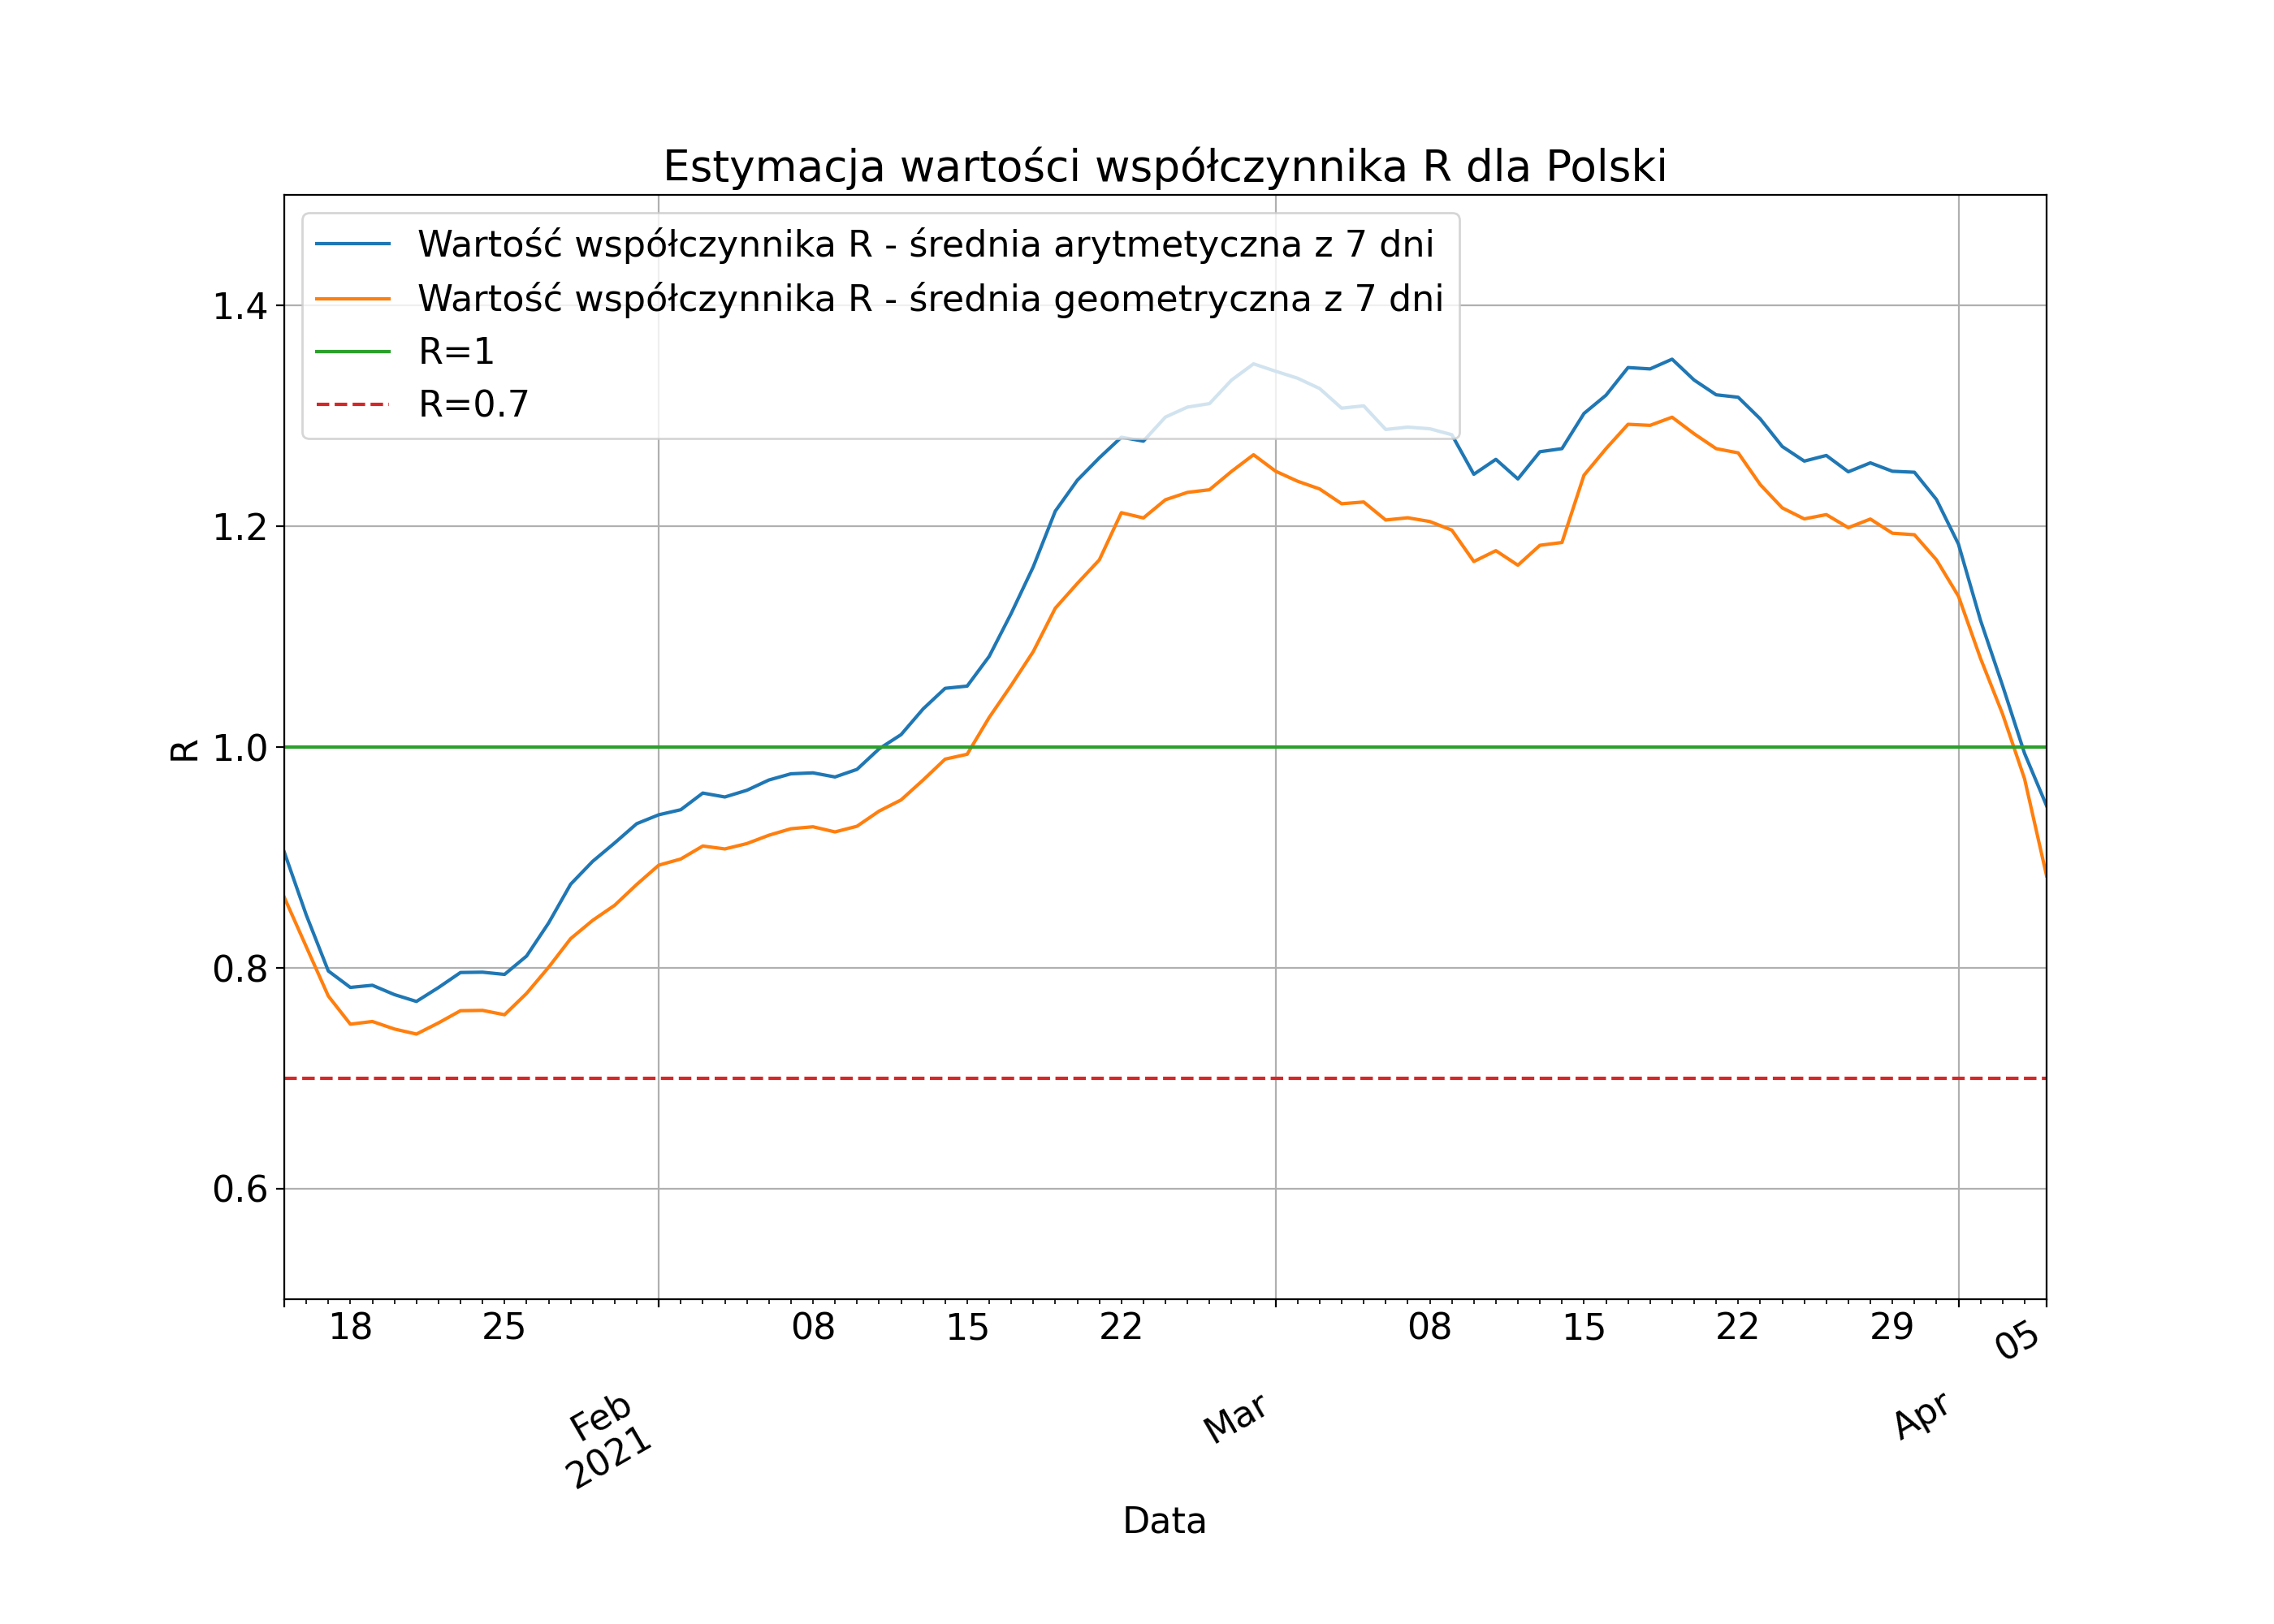 Estymacja wartości współczynnika R dla Polski
Wartość współczynnika R - średnia arytmetyczna z 7 dni
Wartość współczynnika R - średnia geometryczna z 7 dni
R=1
R=0.7
1.4
1.2
1.0
0.8
0.6
R
18 25 08 15 22 08 15 22 29 05
Feb Mar Apr
2021
Data